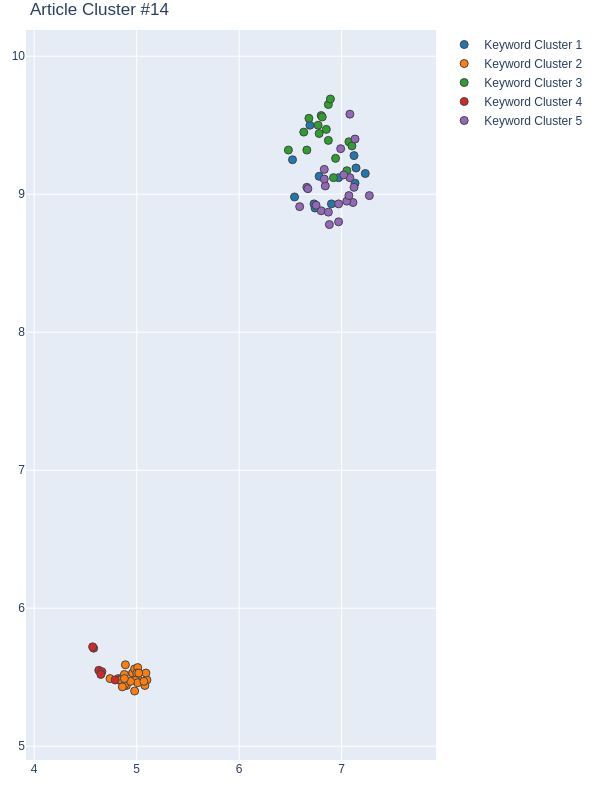 Article Cluster #14
Keyword Cluster 1
Keyword Cluster 2
Keyword Cluster 3
Keyword Cluster 4
Keyword Cluster 5
10
9
8
7
6
5
4 5 6 7